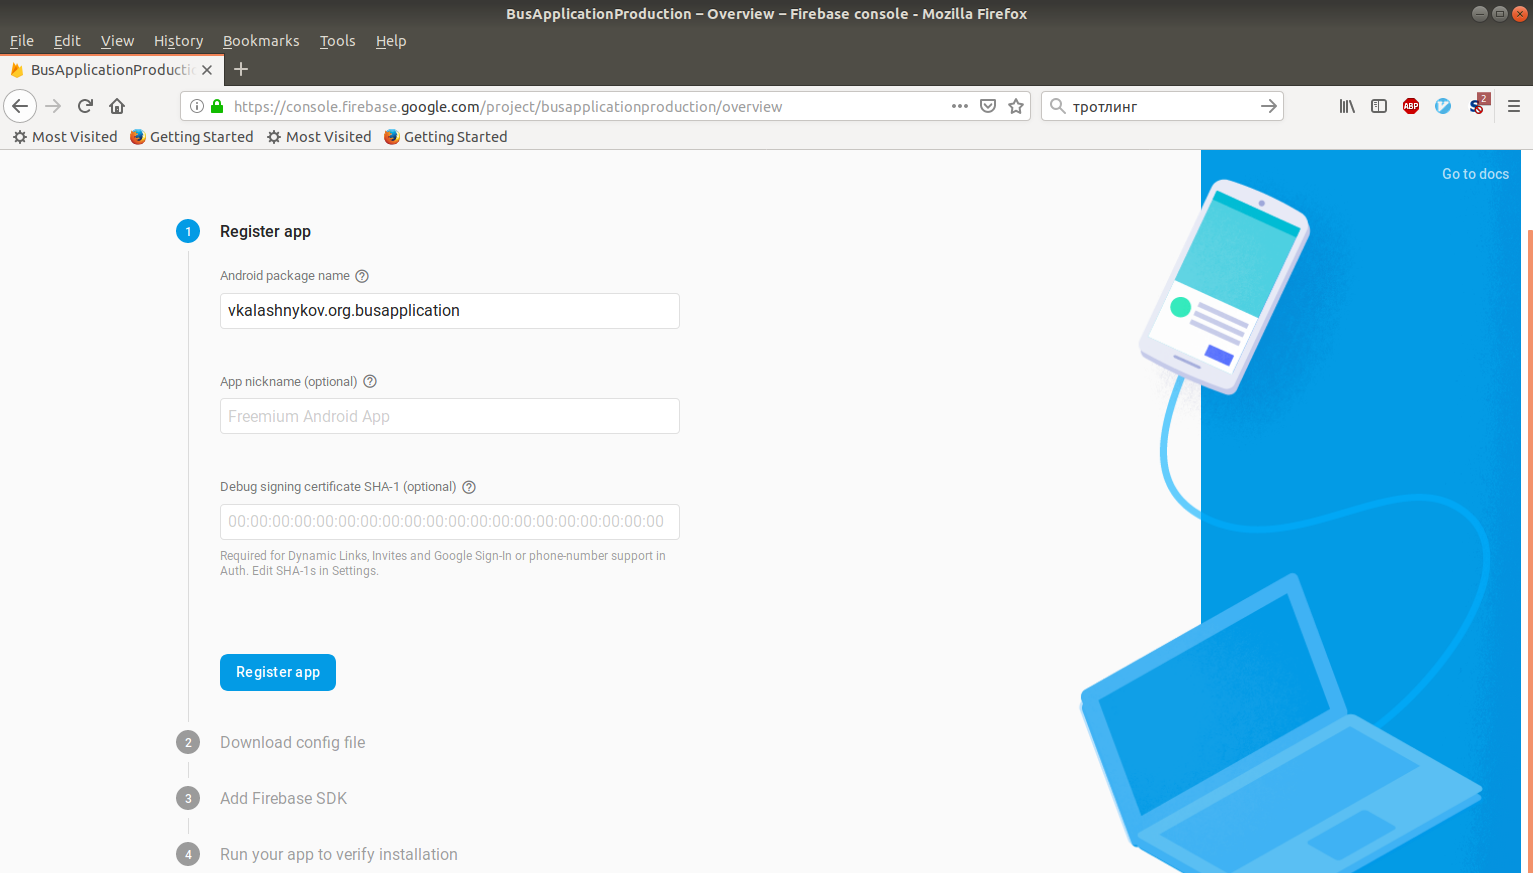 BusApplicationProduction – Overview – Firebase console - Mozilla Firefox
File Edit View History Bookmarks Tools Help
BusApplicationProducti
https://console.firebase.google.com/project/busapplicationproduction/overview
тротлинг
ABP
S
2
Most Visited Getting Started Most Visited Getting Started
Go to docs
1 Register app
Android package name ?
vkalashnykov.org.busapplication
App nickname (optional) ?
Freemium Android App
Debug signing certificate SHA-1 (optional) ?
00:00:00:00:00:00:00:00:00:00:00:00:00:00:00:00:00:00:00:00
Required for Dynamic Links, Invites and Google Sign-In or phone-number support in
Auth. Edit SHA-1s in Settings.
Register app
2 Download config file
3 Add Firebase SDK
4 Run your app to verify installation